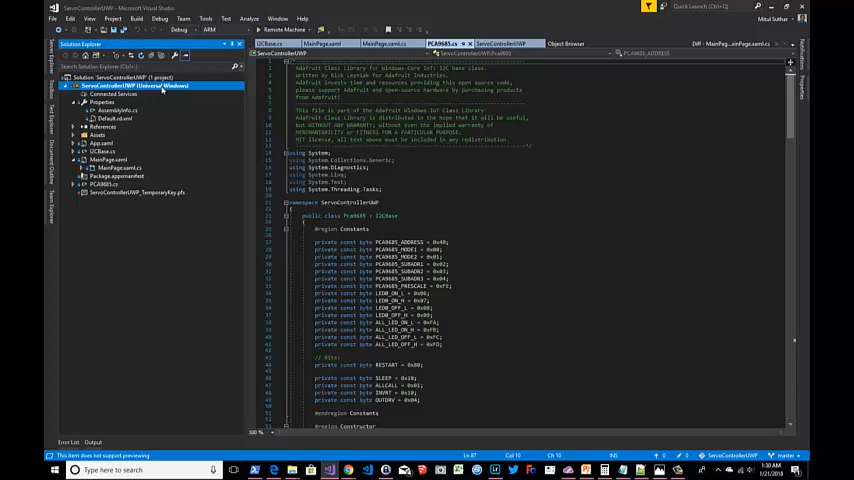 ServoControllerUWP - Microsoft Visual Studio
Quick Launch (Ctrl+Q)
File Edit View Project Build Debug Team Tools Test Analyze Window Help
Mitul Suthar
Debug ARM Remote Machine
Solution Explorer
I2CBase.cs MainPage.xaml MainPage.xaml.cs PCA9685.cs ServoControllerUWP Object Browser
Search Solution Explorer (Ctrl+;)
Solution 'ServoControllerUWP' (1 project)
ServoControllerUWP (Universal Windows)
Connected Services
Properties
AssemblyInfo.cs
Default.rd.xml
References
Assets
App.xaml
I2CBase.cs
MainPage.xaml
MainPage.xaml.cs
Package.appxmanifest
PCA9685.cs
ServoControllerUWP_TemporaryKey.pfx
Server Explorer
Toolbox
Test Explorer
Document Outline
Team Explorer
Notifications
Properties
ServoControllerUWP
ServoControllerUWP.Pca9685
PCA9685_ADDRESS
Adafruit Class Library for Windows Core IoT: I2C base class.
Written by Rick Lesniak for Adafruit Industries.
Adafruit invests time and resources providing this open source code,
please support Adafruit and open-source hardware by purchasing products
from Adafruit!
This file is part of the Adafruit Windows IoT Class Library
Adafruit Class Library is distributed in the hope that it will be useful,
but WITHOUT ANY WARRANTY; without even the implied warranty of
MERCHANTABILITY or FITNESS FOR A PARTICULAR PURPOSE.
MIT license, all text above must be included in any redistribution.
using System;
using System.Collections.Generic;
using System.Diagnostics;
using System.Linq;
using System.Text;
using System.Threading.Tasks;
namespace ServoControllerUWP
{
public class Pca9685 : I2CBase
{
#region Constants
private const byte PCA9685_ADDRESS = 0x40;
private const byte PCA9685_MODE1 = 0x00;
private const byte PCA9685_MODE2 = 0x01;
private const byte PCA9685_SUBADR1 = 0x02;
private const byte PCA9685_SUBADR2 = 0x03;
private const byte PCA9685_SUBADR3 = 0x04;
private const byte PCA9685_PRESCALE = 0xFE;
private const byte LED0_ON_L = 0x06;
private const byte LED0_ON_H = 0x07;
private const byte LED0_OFF_L = 0x08;
private const byte LED0_OFF_H = 0x09;
private const byte ALL_LED_ON_L = 0xFA;
private const byte ALL_LED_ON_H = 0xFB;
private const byte ALL_LED_OFF_L = 0xFC;
private const byte ALL_LED_OFF_H = 0xFD;
// Bits:
private const byte RESTART = 0x80;
private const byte SLEEP = 0x10;
private const byte ALLCALL = 0x01;
private const byte INVRT = 0x10;
private const byte OUTDRV = 0x04;
#endregion Constants
#region Constructor
100 %
Error List Output
This item does not support previewing
Ln 87 Col 10 Ch 10 INS
0 0 ServoControllerUWP master
Type here to search
1:30 AM
1/21/2018